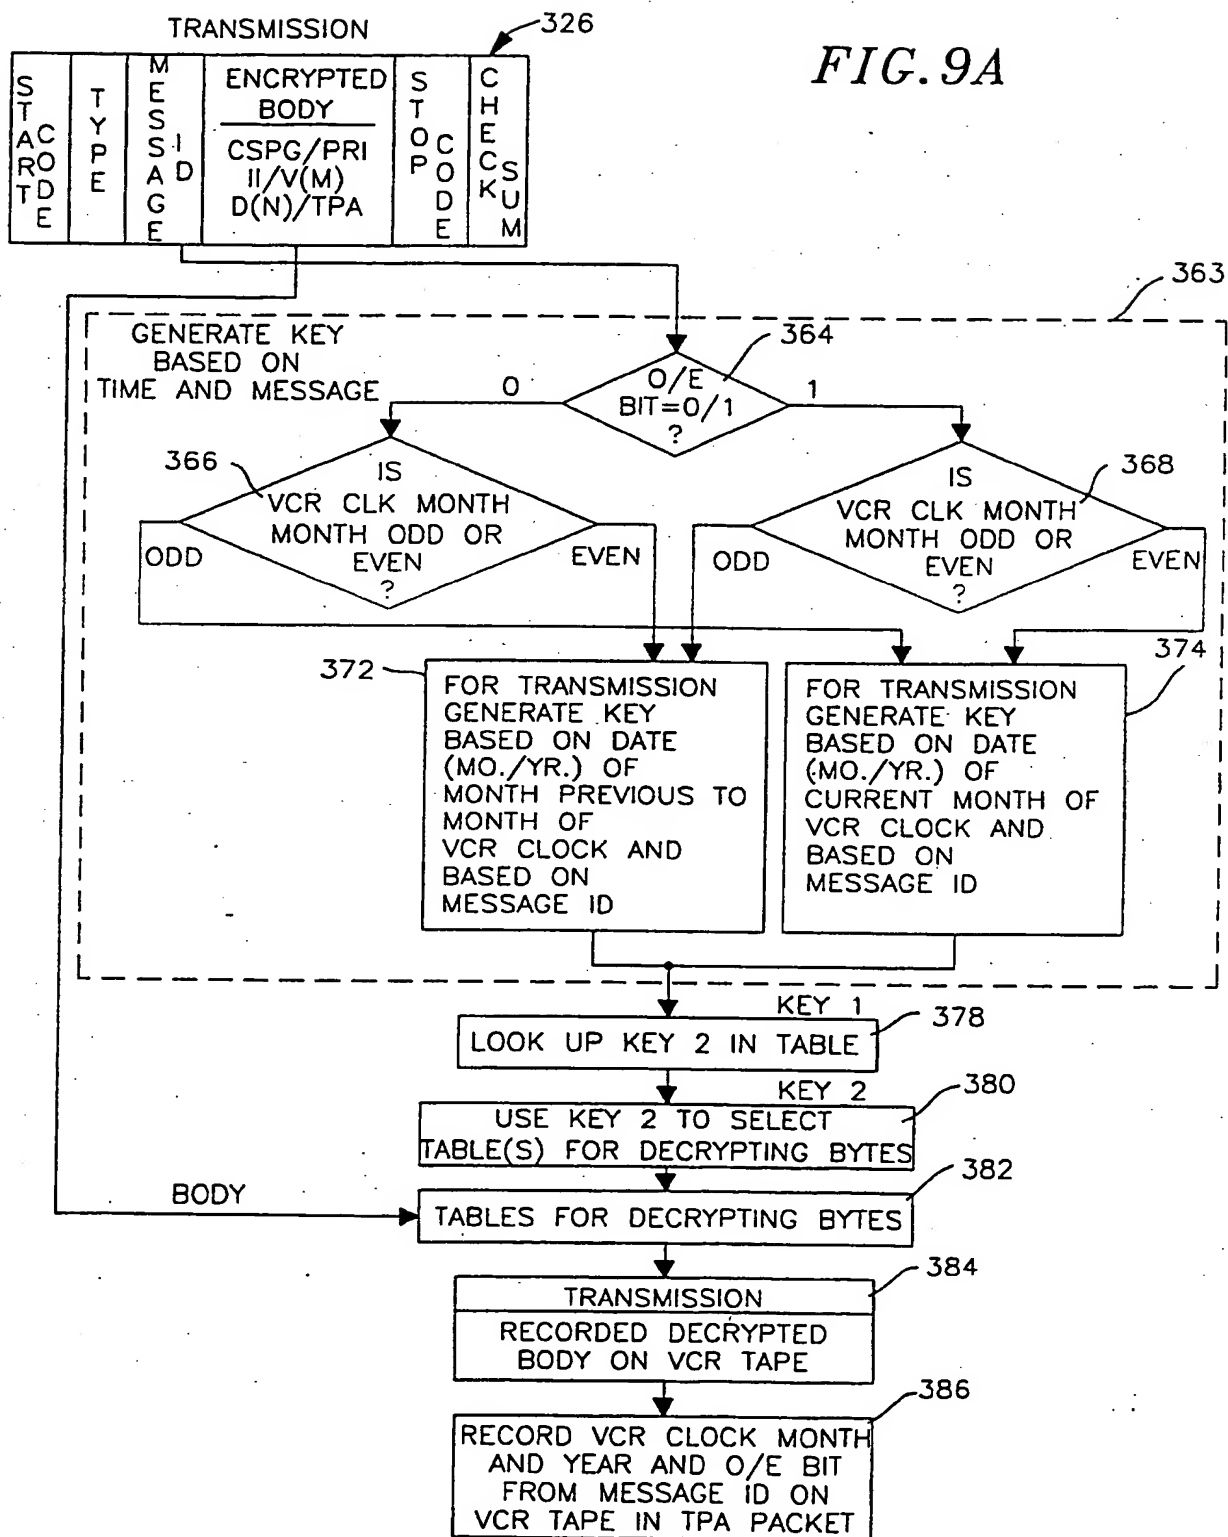 TRANSMISSION
326
FIG. 9A
START CODE
TYPE
MESSAGE ID
ENCRYPTED
BODY
CSPG/PRI
II/V(M)
D(N)/TPA
STOP CODE
CHECK SUM
363
GENERATE KEY
BASED ON
TIME AND MESSAGE
364
O/E
BIT=0/1
?
0
1
366
IS
VCR CLK MONTH
MONTH ODD OR
EVEN
?
ODD
EVEN
368
IS
VCR CLK MONTH
MONTH ODD OR
EVEN
?
ODD
EVEN
372
FOR TRANSMISSION
GENERATE KEY
BASED ON DATE
(MO./YR.) OF
MONTH PREVIOUS TO
MONTH OF
VCR CLOCK AND
BASED ON
MESSAGE ID
374
FOR TRANSMISSION
GENERATE KEY
BASED ON DATE
(MO./YR.) OF
CURRENT MONTH OF
VCR CLOCK AND
BASED ON
MESSAGE ID
KEY 1
378
LOOK UP KEY 2 IN TABLE
KEY 2
380
USE KEY 2 TO SELECT
TABLE(S) FOR DECRYPTING BYTES
382
BODY
TABLES FOR DECRYPTING BYTES
384
TRANSMISSION
RECORDED DECRYPTED
BODY ON VCR TAPE
386
RECORD VCR CLOCK MONTH
AND YEAR AND O/E BIT
FROM MESSAGE ID ON
VCR TAPE IN TPA PACKET